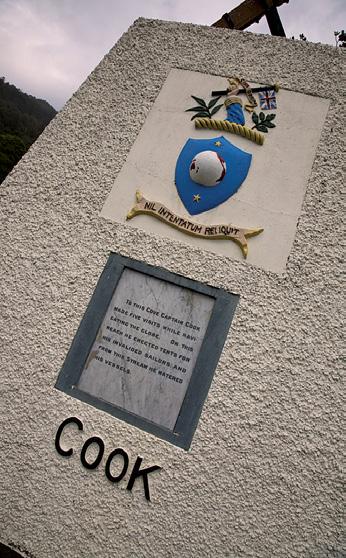 NIL INTENTATUM RELIQUIT
TO THIS COVE CAPTAIN COOK
MADE FIVE VISITS WHILE NAVI
GATING THE GLOBE. ON THIS
BEACH HE ERECTED TENTS FOR
HIS INVALIDED SAILORS AND
FROM THIS STREAM HE WATERED
HIS VESSELS.
COOK